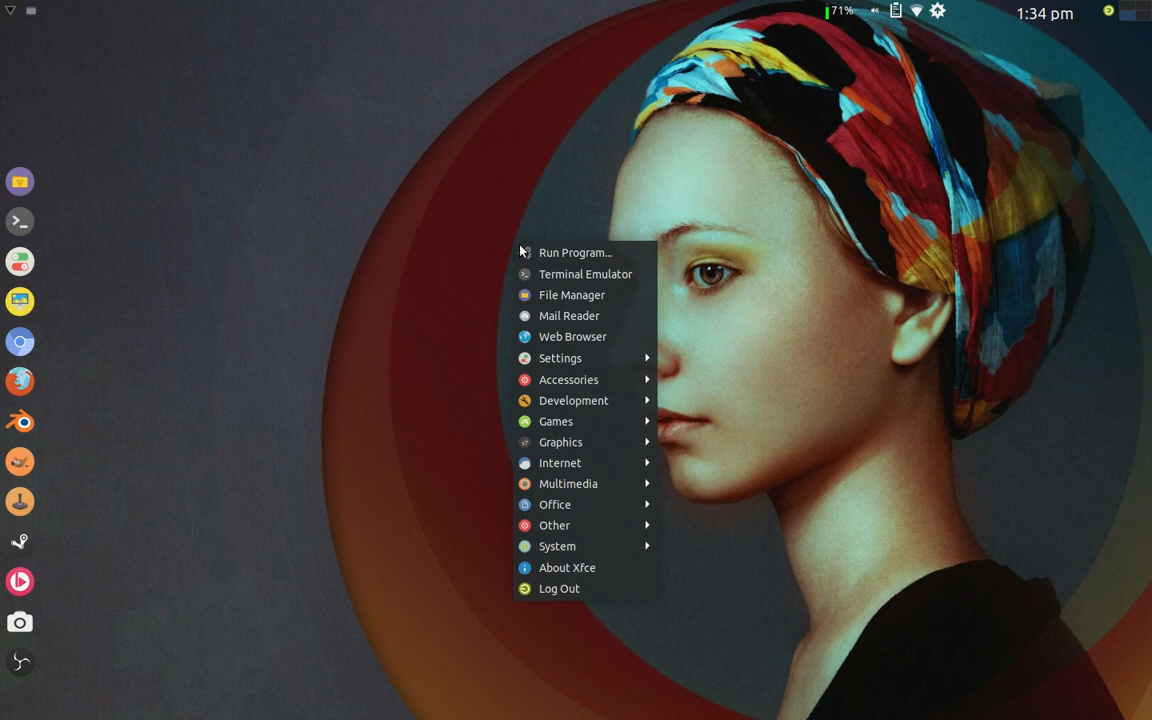 71%
1:34 pm
Run Program...
Terminal Emulator
File Manager
Mail Reader
Web Browser
Settings
Accessories
Development
Games
Graphics
Internet
Multimedia
Office
Other
System
About Xfce
Log Out